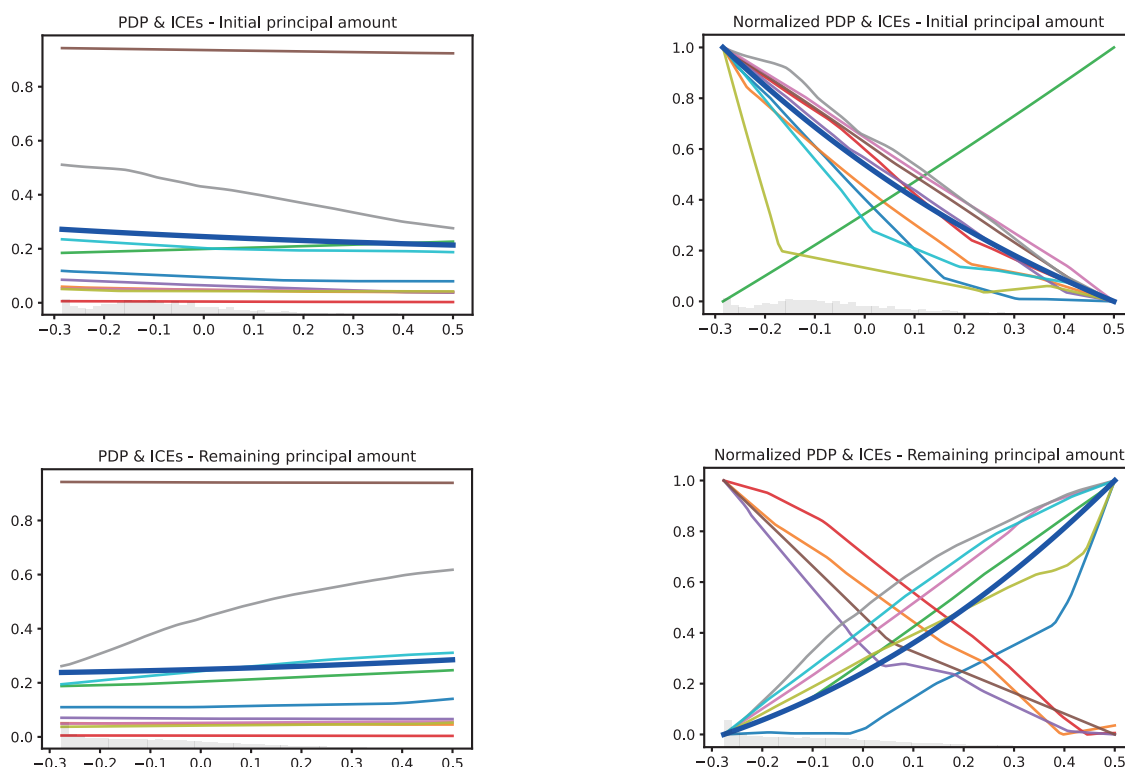 PDP & ICEs - Initial principal amount
0.8
0.6
0.4
0.2
0.0
−0.3 −0.2 −0.1 0.0 0.1 0.2 0.3 0.4 0.5
Normalized PDP & ICEs - Initial principal amount
1.0
0.8
0.6
0.4
0.2
0.0
−0.3 −0.2 −0.1 0.0 0.1 0.2 0.3 0.4 0.5
PDP & ICEs - Remaining principal amount
0.8
0.6
0.4
0.2
0.0
−0.3 −0.2 −0.1 0.0 0.1 0.2 0.3 0.4 0.5
Normalized PDP & ICEs - Remaining principal amount
1.0
0.8
0.6
0.4
0.2
0.0
−0.3 −0.2 −0.1 0.0 0.1 0.2 0.3 0.4 0.5